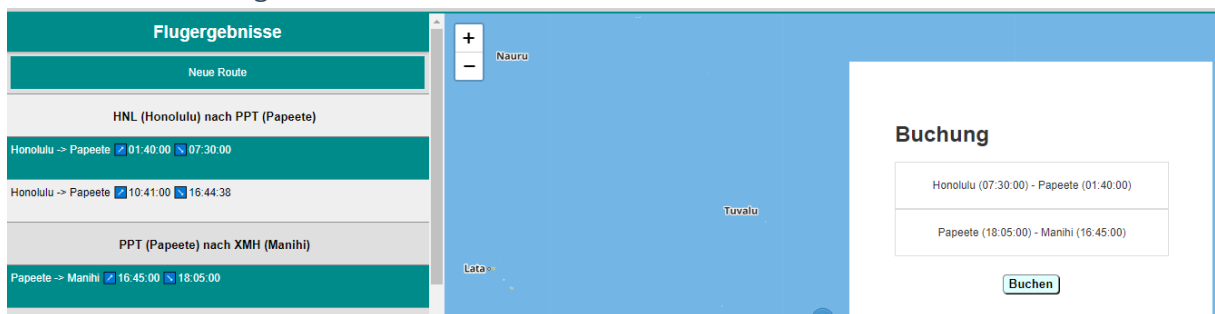 Flugergebnisse
Neue Route
HNL (Honolulu) nach PPT (Papeete)
Honolulu -> Papeete ↗ 01:40:00 ↘ 07:30:00
Honolulu -> Papeete ↗ 10:41:00 ↘ 16:44:38
PPT (Papeete) nach XMH (Manihi)
Papeete -> Manihi ↗ 16:45:00 ↘ 18:05:00
+
−
Nauru
Tuvalu
Lata
Buchung
Honolulu (07:30:00) - Papeete (01:40:00)
Papeete (18:05:00) - Manihi (16:45:00)
Buchen